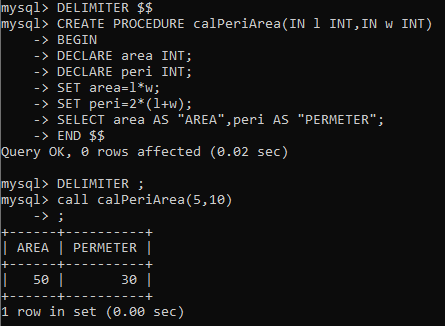 mysql> DELIMITER $$
mysql> CREATE PROCEDURE calPeriArea(IN l INT,IN w INT)
    -> BEGIN
    -> DECLARE area INT;
    -> DECLARE peri INT;
    -> SET area=l*w;
    -> SET peri=2*(l+w);
    -> SELECT area AS "AREA",peri AS "PERMETER";
    -> END $$
Query OK, 0 rows affected (0.02 sec)

mysql> DELIMITER ;
mysql> call calPeriArea(5,10)
    -> ;
+------+----------+
| AREA | PERMETER |
+------+----------+
|   50 |       30 |
+------+----------+
1 row in set (0.00 sec)